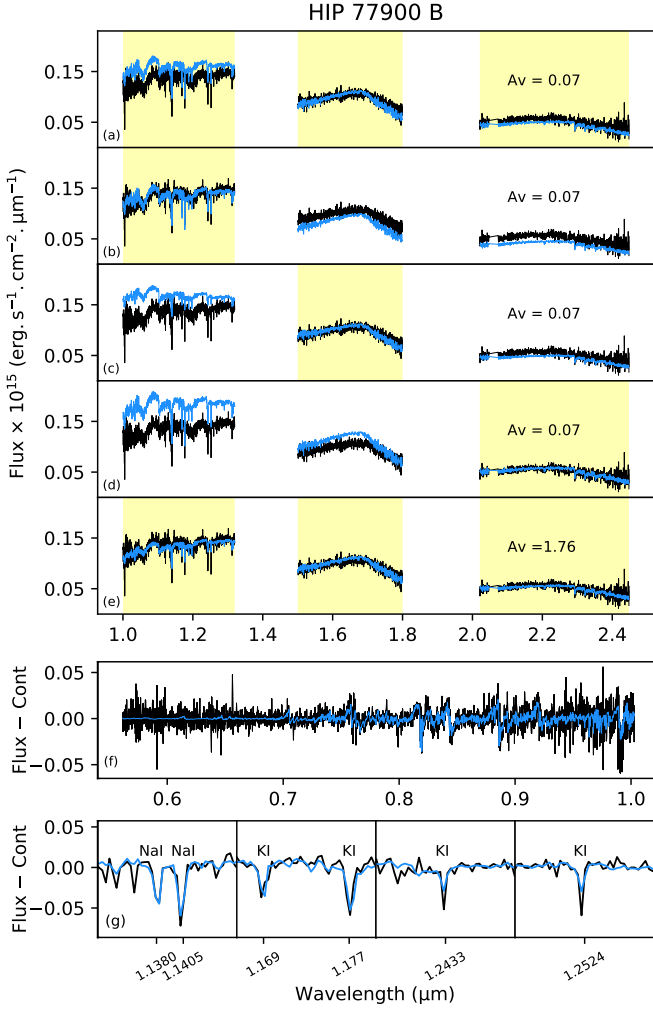 HIP 77900 B
Flux × 10^15 (erg.s^−1.cm^−2.μm^−1)
0.15
0.05
Av = 0.07
(a)
0.15
0.05
Av = 0.07
(b)
0.15
0.05
Av = 0.07
(c)
0.15
0.05
Av = 0.07
(d)
0.15
0.05
Av =1.76
(e)
1.0 1.2 1.4 1.6 1.8 2.0 2.2 2.4
Flux − Cont
0.05
0.00
−0.05
(f)
0.6 0.7 0.8 0.9 1.0
Flux − Cont
0.05
0.00
−0.05
NaI NaI KI KI KI KI
(g)
1.1380 1.1405 1.169 1.177 1.2433 1.2524
Wavelength (μm)